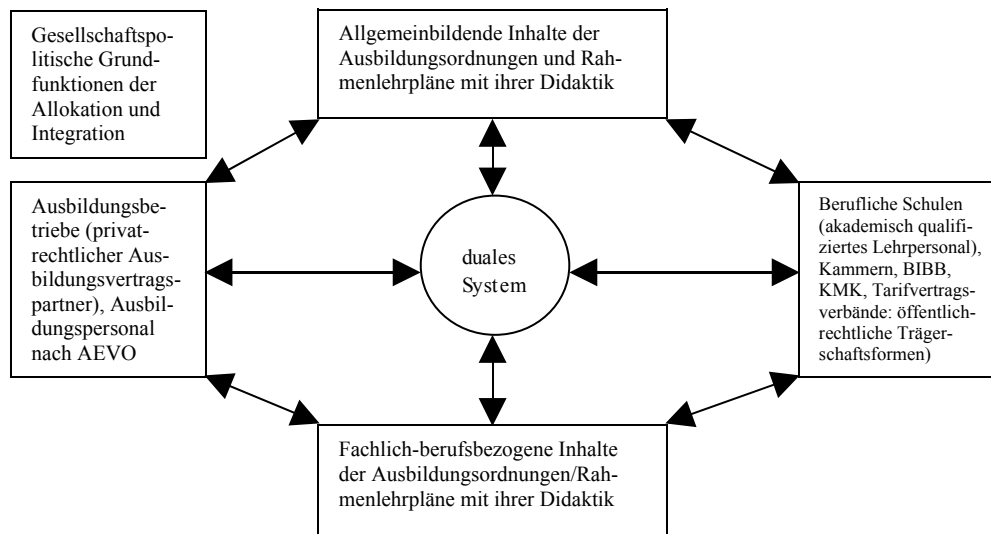 Gesellschaftspo-
litische Grund-
funktionen der
Allokation und
Integration
Allgemeinbildende Inhalte der
Ausbildungsordnungen und Rah-
menlehrpläne mit ihrer Didaktik
Ausbildungsbe-
triebe (privat-
rechtlicher Aus-
bildungsvertrags-
partner), Ausbil-
dungspersonal
nach AEVO
duales
System
Berufliche Schulen
(akademisch qualifi-
ziertes Lehrpersonal),
Kammern, BIBB,
KMK, Tarifvertrags-
verbände: öffentlich-
rechtliche Träger-
schaftsformen)
Fachlich-berufsbezogene Inhalte
der Ausbildungsordnungen/Rah-
menlehrpläne mit ihrer Didaktik